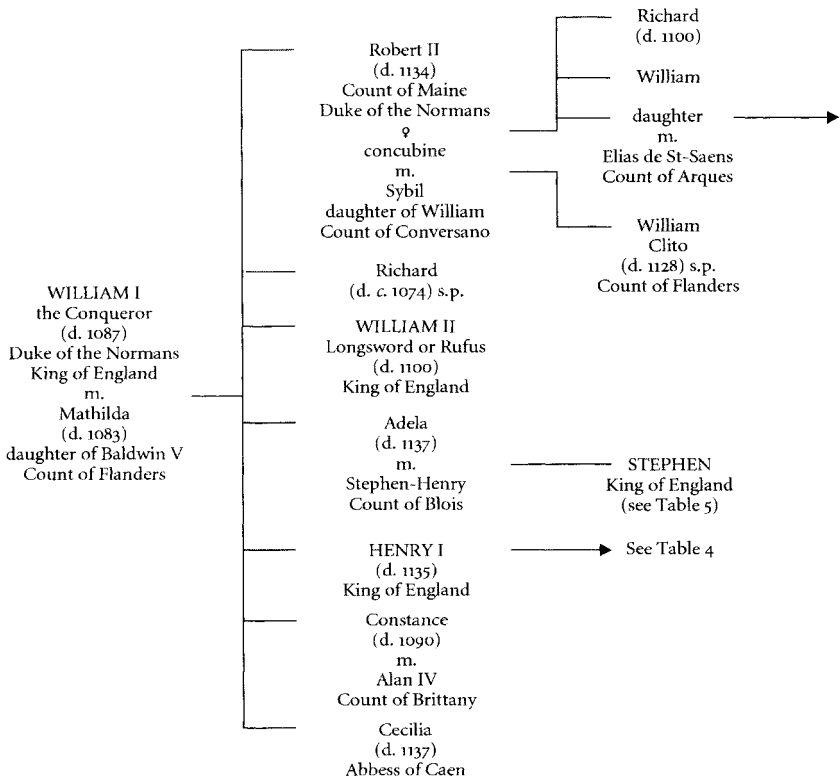 WILLIAM I
the Conqueror
(d. 1087)
Duke of the Normans
King of England
m.
Mathilda
(d. 1083)
daughter of Baldwin V
Count of Flanders
Robert II
(d. 1134)
Count of Maine
Duke of the Normans
♀
concubine
m.
Sybil
daughter of William
Count of Conversano
Richard
(d. 1100)
William
daughter
m.
Elias de St-Saens
Count of Arques
William
Clito
(d. 1128) s.p.
Count of Flanders
Richard
(d. c. 1074) s.p.
WILLIAM II
Longsword or Rufus
(d. 1100)
King of England
Adela
(d. 1137)
m.
Stephen-Henry
Count of Blois
STEPHEN
King of England
(see Table 5)
HENRY I
(d. 1135)
King of England
See Table 4
Constance
(d. 1090)
m.
Alan IV
Count of Brittany
Cecilia
(d. 1137)
Abbess of Caen